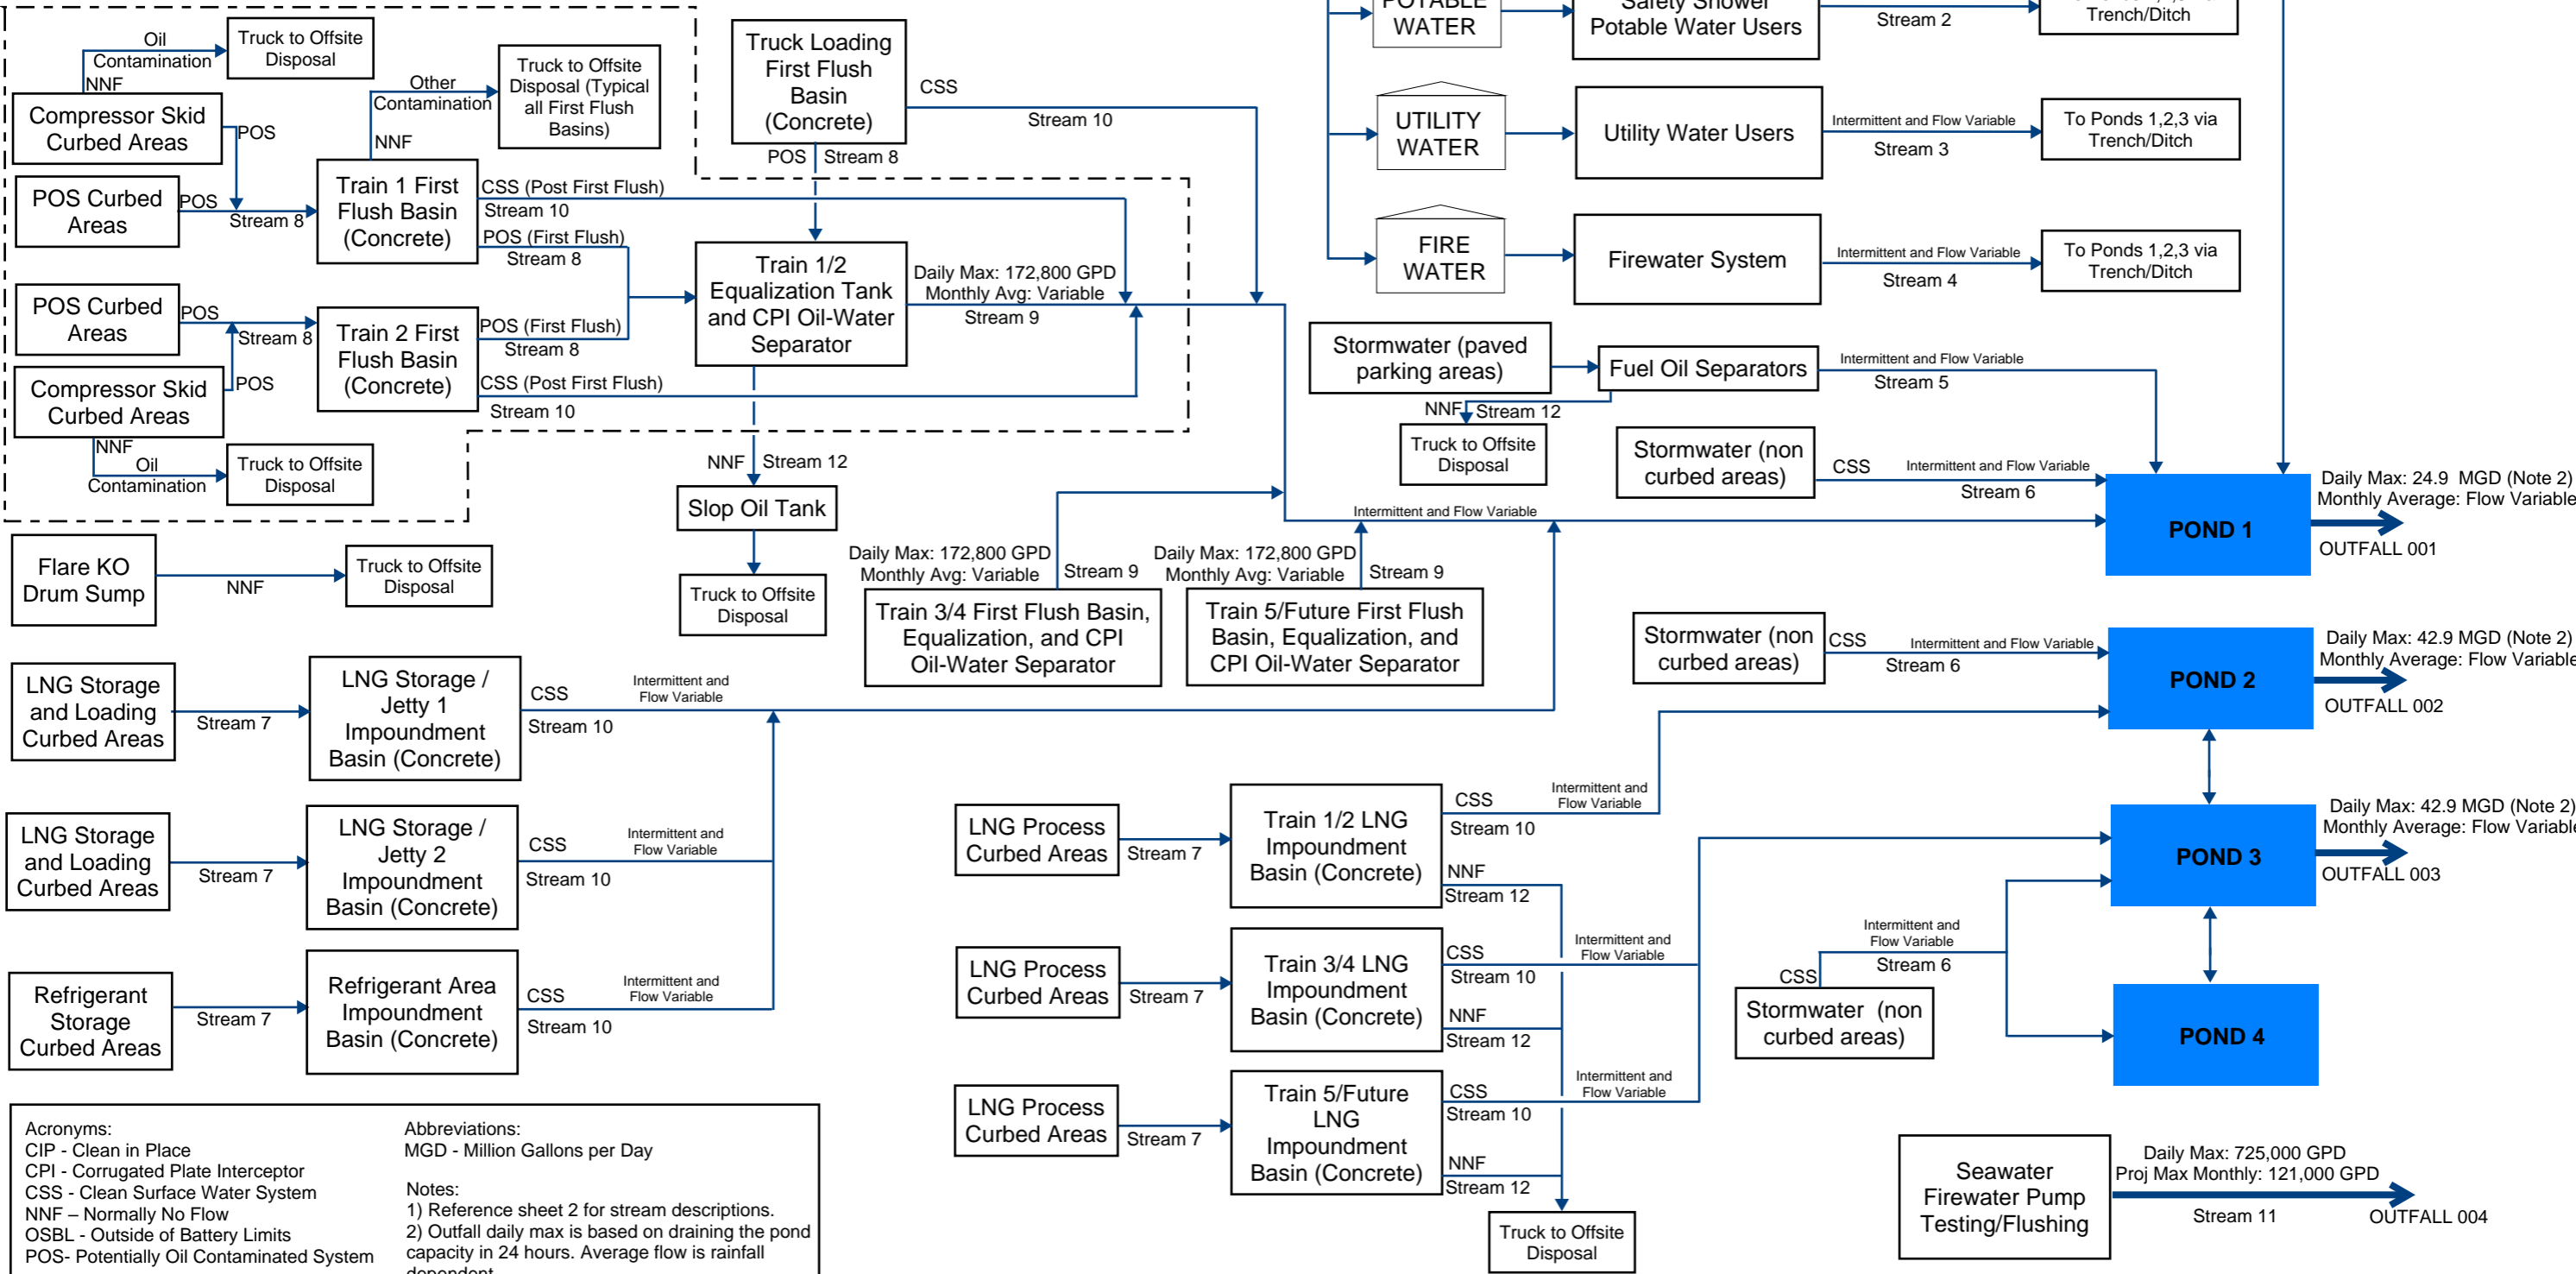 Oil
Contamination
NNF
Truck to Offsite
Disposal
Compressor Skid
Curbed Areas
POS
Other
Contamination
NNF
Truck to Offsite
Disposal (Typical
all First Flush
Basins)
POS Curbed
Areas
POS
Stream 8
Train 1 First
Flush Basin
(Concrete)
CSS (Post First Flush)
Stream 10
POS (First Flush)
Stream 8
POS Curbed
Areas
POS
Stream 8
Train 2 First
Flush Basin
(Concrete)
POS (First Flush)
Stream 8
CSS (Post First Flush)
Stream 10
Compressor Skid
Curbed Areas
POS
NNF
Oil
Contamination
Truck to Offsite
Disposal
Truck Loading
First Flush
Basin
(Concrete)
CSS
Stream 10
POS
Stream 8
Train 1/2
Equalization Tank
and CPI Oil-Water
Separator
Daily Max: 172,800 GPD
Monthly Avg: Variable
Stream 9
NNF
Stream 12
Slop Oil Tank
Truck to Offsite
Disposal
Flare KO
Drum Sump
NNF
Truck to Offsite
Disposal
Daily Max: 172,800 GPD
Monthly Avg: Variable
Stream 9
Train 3/4 First Flush Basin,
Equalization, and CPI
Oil-Water Separator
Daily Max: 172,800 GPD
Monthly Avg: Variable
Stream 9
Train 5/Future First Flush
Basin, Equalization, and
CPI Oil-Water Separator
Intermittent and Flow Variable
POTABLE
WATER
Safety Shower
Potable Water Users
Stream 2
Trench/Ditch
UTILITY
WATER
Utility Water Users
Intermittent and Flow Variable
Stream 3
To Ponds 1,2,3 via
Trench/Ditch
FIRE
WATER
Firewater System
Intermittent and Flow Variable
Stream 4
To Ponds 1,2,3 via
Trench/Ditch
Stormwater (paved
parking areas)
Fuel Oil Separators
Intermittent and Flow Variable
Stream 5
NNF
Stream 12
Truck to Offsite
Disposal
Stormwater (non
curbed areas)
CSS
Intermittent and Flow Variable
Stream 6
POND 1
Daily Max: 24.9 MGD (Note 2)
Monthly Average: Flow Variable
OUTFALL 001
Stormwater (non
curbed areas)
CSS
Intermittent and Flow Variable
Stream 6
POND 2
Daily Max: 42.9 MGD (Note 2)
Monthly Average: Flow Variable
OUTFALL 002
POND 3
Daily Max: 42.9 MGD (Note 2)
Monthly Average: Flow Variable
OUTFALL 003
Intermittent and
Flow Variable
Stream 6
CSS
Stormwater (non
curbed areas)
POND 4
LNG Storage
and Loading
Curbed Areas
Stream 7
LNG Storage /
Jetty 1
Impoundment
Basin (Concrete)
CSS
Intermittent and
Flow Variable
Stream 10
LNG Storage
and Loading
Curbed Areas
Stream 7
LNG Storage /
Jetty 2
Impoundment
Basin (Concrete)
CSS
Intermittent and
Flow Variable
Stream 10
Refrigerant
Storage
Curbed Areas
Stream 7
Refrigerant Area
Impoundment
Basin (Concrete)
CSS
Intermittent and
Flow Variable
Stream 10
LNG Process
Curbed Areas
Stream 7
Train 1/2 LNG
Impoundment
Basin (Concrete)
CSS
Intermittent and
Flow Variable
Stream 10
NNF
Stream 12
LNG Process
Curbed Areas
Stream 7
Train 3/4 LNG
Impoundment
Basin (Concrete)
CSS
Intermittent and
Flow Variable
Stream 10
NNF
Stream 12
LNG Process
Curbed Areas
Stream 7
Train 5/Future
LNG
Impoundment
Basin (Concrete)
CSS
Intermittent and
Flow Variable
Stream 10
NNF
Stream 12
Truck to Offsite
Disposal
Seawater
Firewater Pump
Testing/Flushing
Daily Max: 725,000 GPD
Proj Max Monthly: 121,000 GPD
Stream 11
OUTFALL 004
Acronyms:
CIP - Clean in Place
CPI - Corrugated Plate Interceptor
CSS - Clean Surface Water System
NNF – Normally No Flow
OSBL - Outside of Battery Limits
POS- Potentially Oil Contaminated System
Abbreviations:
MGD - Million Gallons per Day
Notes:
1) Reference sheet 2 for stream descriptions.
2) Outfall daily max is based on draining the pond
capacity in 24 hours. Average flow is rainfall
dependent